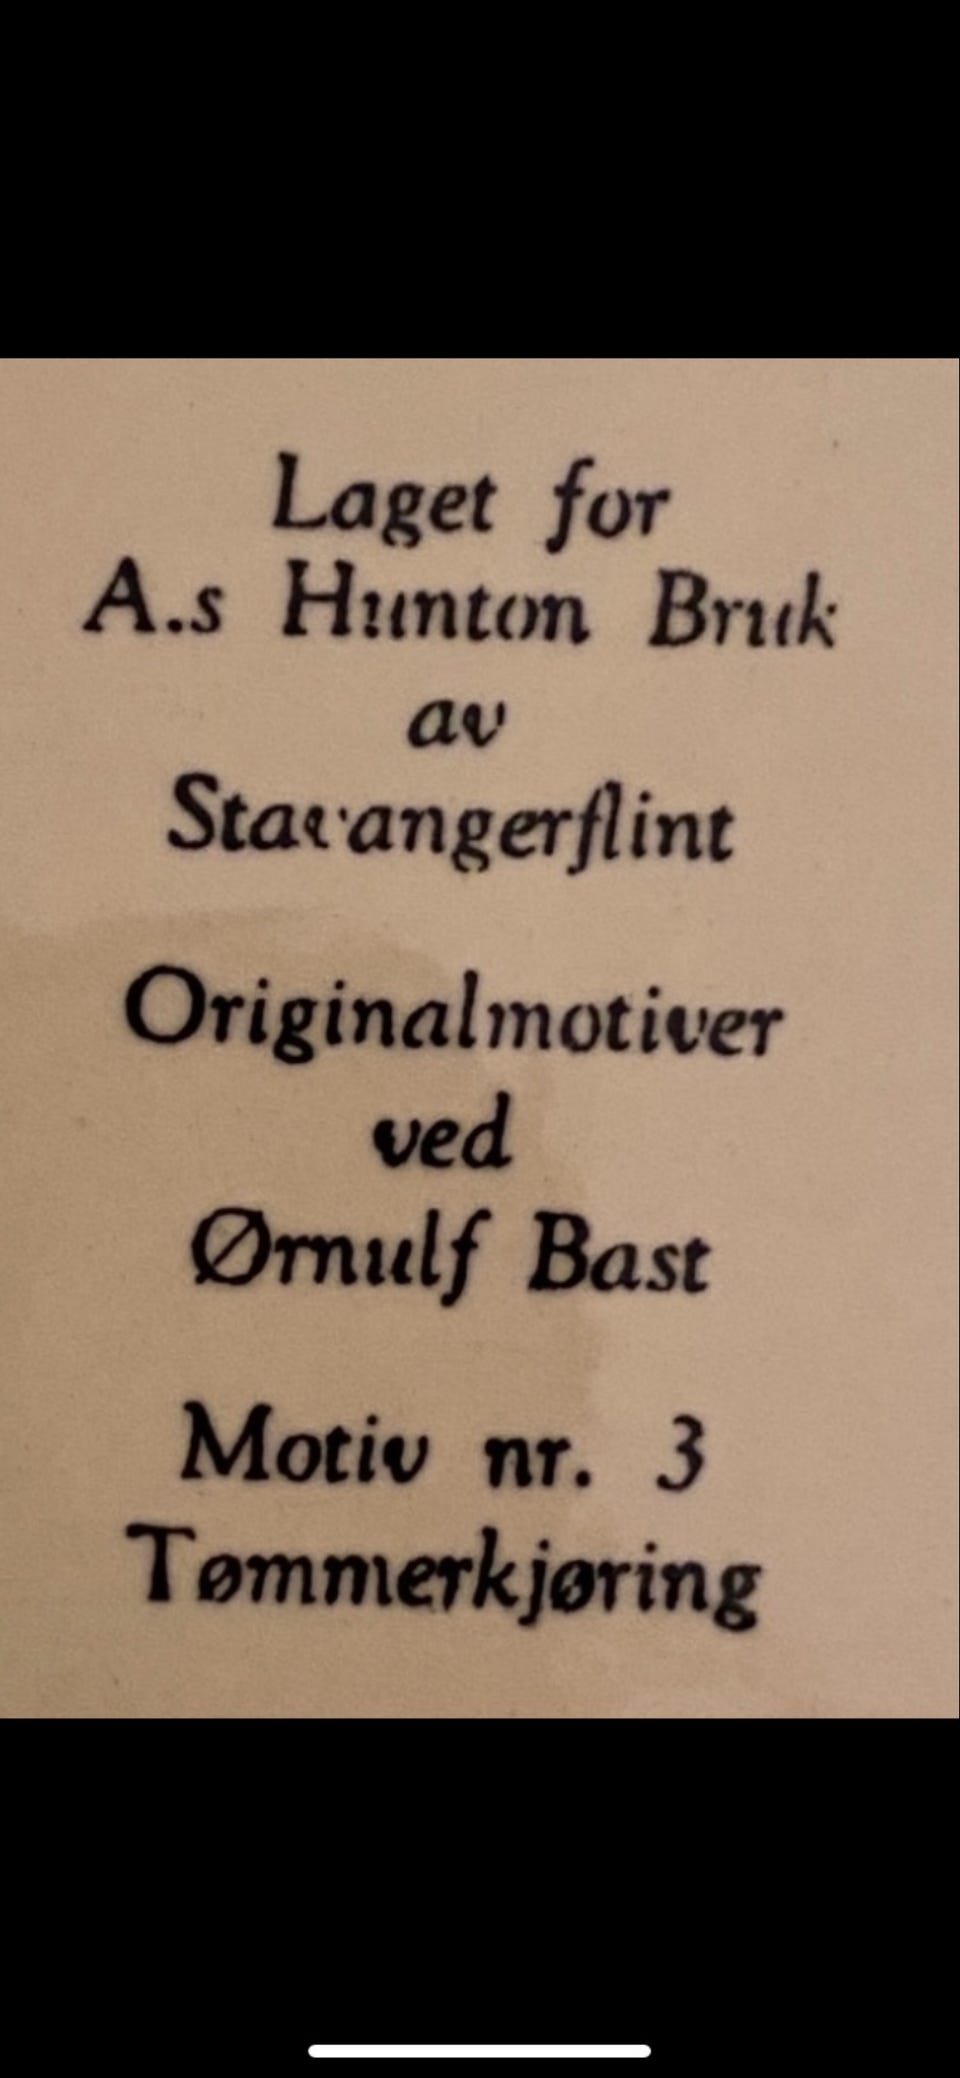 Laget for
A.s Hunton Bruk
av
Stavangerflint
Originalmotiver
ved
Ørnulf Bast
Motiv nr. 3
Tømmerkjøring